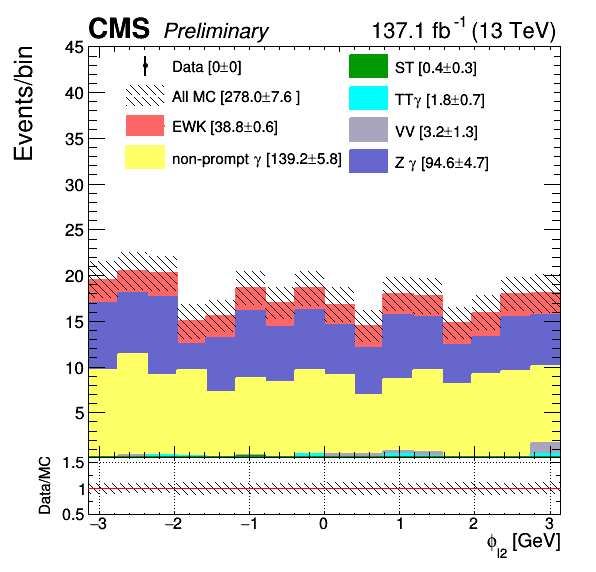 CMS Preliminary 137.1 fb⁻¹ (13 TeV)
Events/bin
45
40
35
30
25
20
15
10
5
Data [0±0]
All MC [278.0±7.6 ]
EWK [38.8±0.6]
non-prompt γ [139.2±5.8]
ST [0.4±0.3]
TTγ [1.8±0.7]
VV [3.2±1.3]
Z γ [94.6±4.7]
Data/MC
1.5
1
0.5
−3 −2 −1 0 1 2 3
ϕ_l2 [GeV]